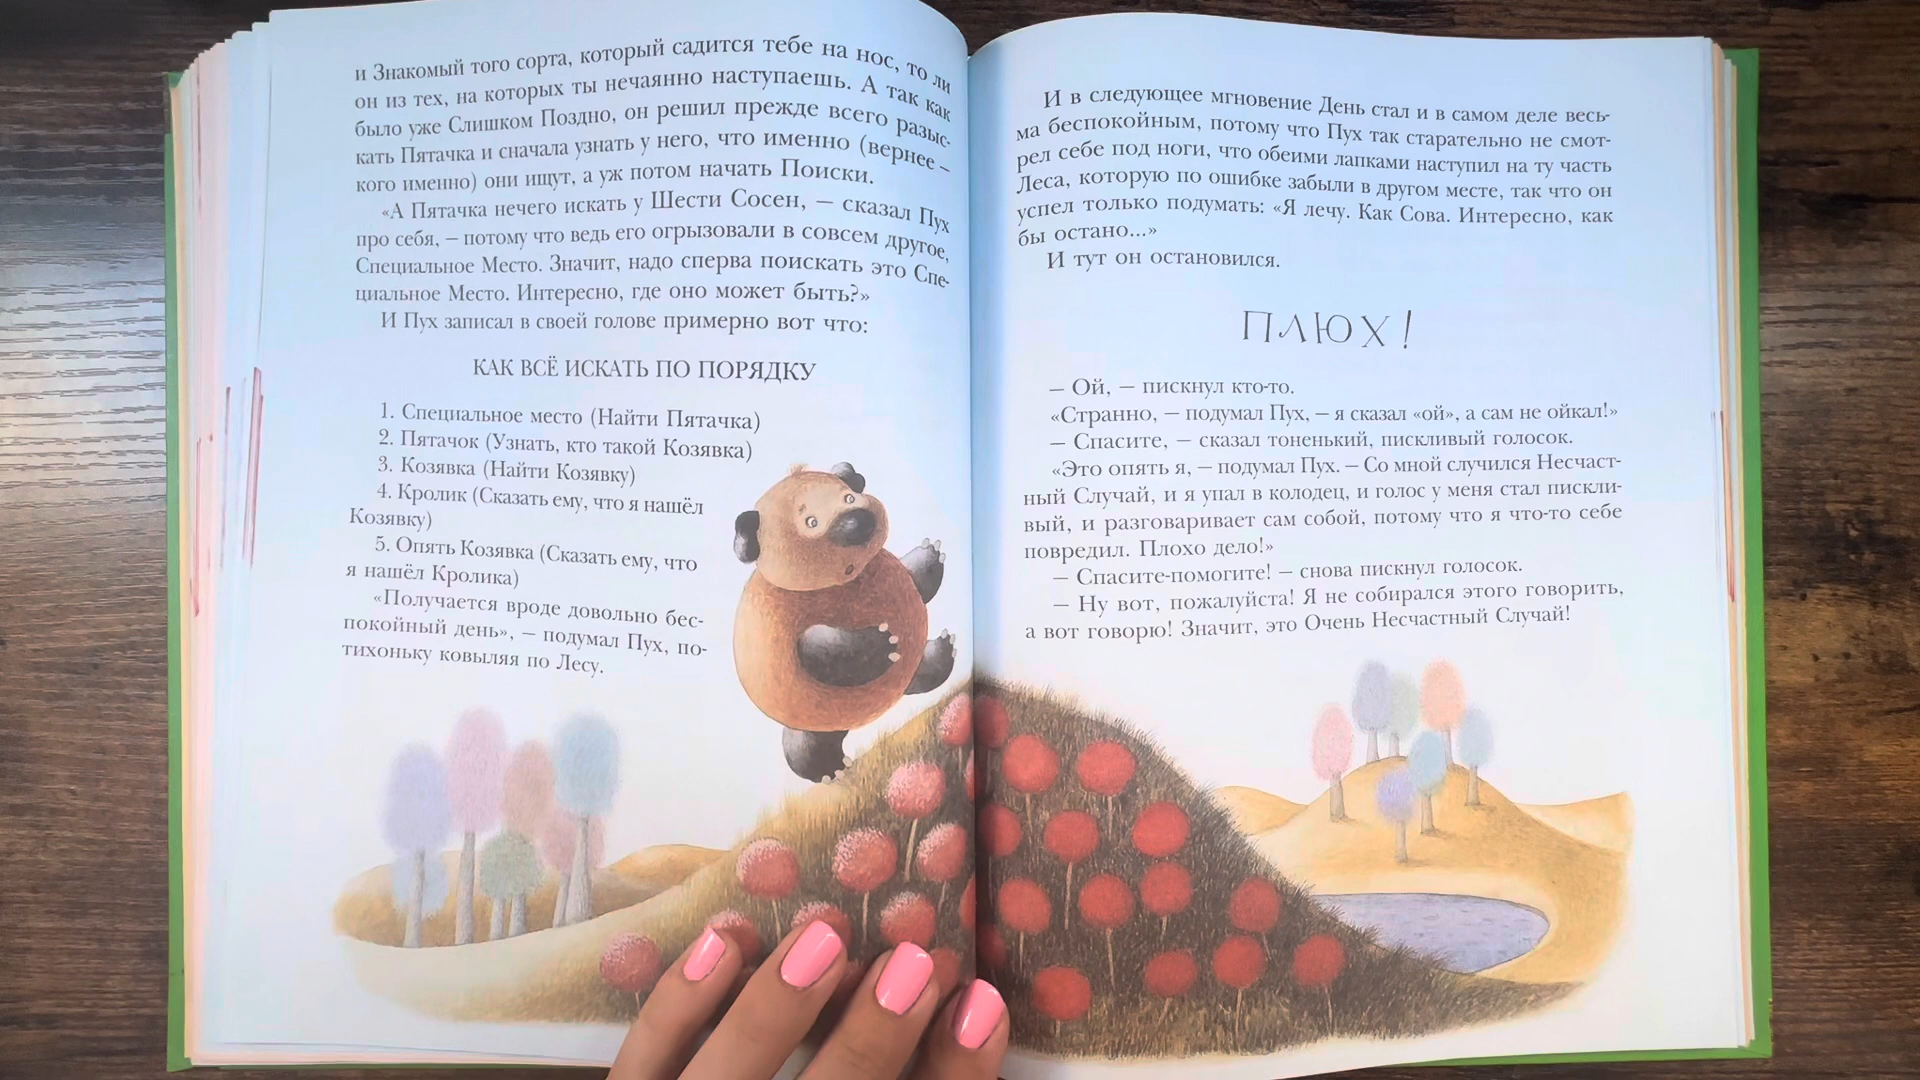 и Знакомый того сорта, который садится тебе на нос, то ли
он из тех, на которых ты нечаянно наступаешь. А так как
было уже Слишком Поздно, он решил прежде всего разыс-
кать Пятачка и сначала узнать у него, что именно (вернее –
кого именно) они ищут, а уж потом начать Поиски.
«А Пятачка нечего искать у Шести Сосен, – сказал Пух
про себя, – потому что ведь его огрызовали в совсем другое,
Специальное Место. Значит, надо сперва поискать это Спе-
циальное Место. Интересно, где оно может быть?»
И Пух записал в своей голове примерно вот что:
КАК ВСЁ ИСКАТЬ ПО ПОРЯДКУ
1. Специальное место (Найти Пятачка)
2. Пятачок (Узнать, кто такой Козявка)
3. Козявка (Найти Козявку)
4. Кролик (Сказать ему, что я нашёл
Козявку)
5. Опять Козявка (Сказать ему, что
я нашёл Кролика)
«Получается вроде довольно бес-
покойный день», – подумал Пух, по-
тихоньку ковыляя по Лесу.
И в следующее мгновение День стал и в самом деле весь-
ма беспокойным, потому что Пух так старательно не смот-
рел себе под ноги, что обеими лапками наступил на ту часть
Леса, которую по ошибке забыли в другом месте, так что он
успел только подумать: «Я лечу. Как Сова. Интересно, как
бы остано...»
И тут он остановился.
ПЛЮХ!
– Ой, – пискнул кто-то.
«Странно, – подумал Пух, – я сказал «ой», а сам не ойкал!»
– Спасите, – сказал тоненький, пискливый голосок.
«Это опять я, – подумал Пух. – Со мной случился Несчаст-
ный Случай, и я упал в колодец, и голос у меня стал пискли-
вый, и разговаривает сам собой, потому что я что-то себе
повредил. Плохо дело!»
– Спасите-помогите! – снова пискнул голосок.
– Ну вот, пожалуйста! Я не собирался этого говорить,
а вот говорю! Значит, это Очень Несчастный Случай!